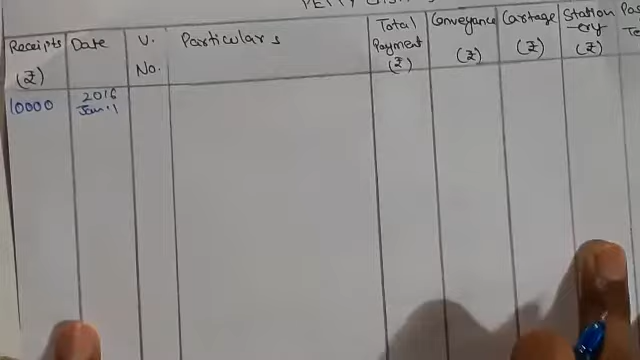 Receipts (₹) Date V. No. Particulars Total Payment (₹) Conveyance (₹) Cartage (₹) Station ery (₹)
10000 2016 Jan.1